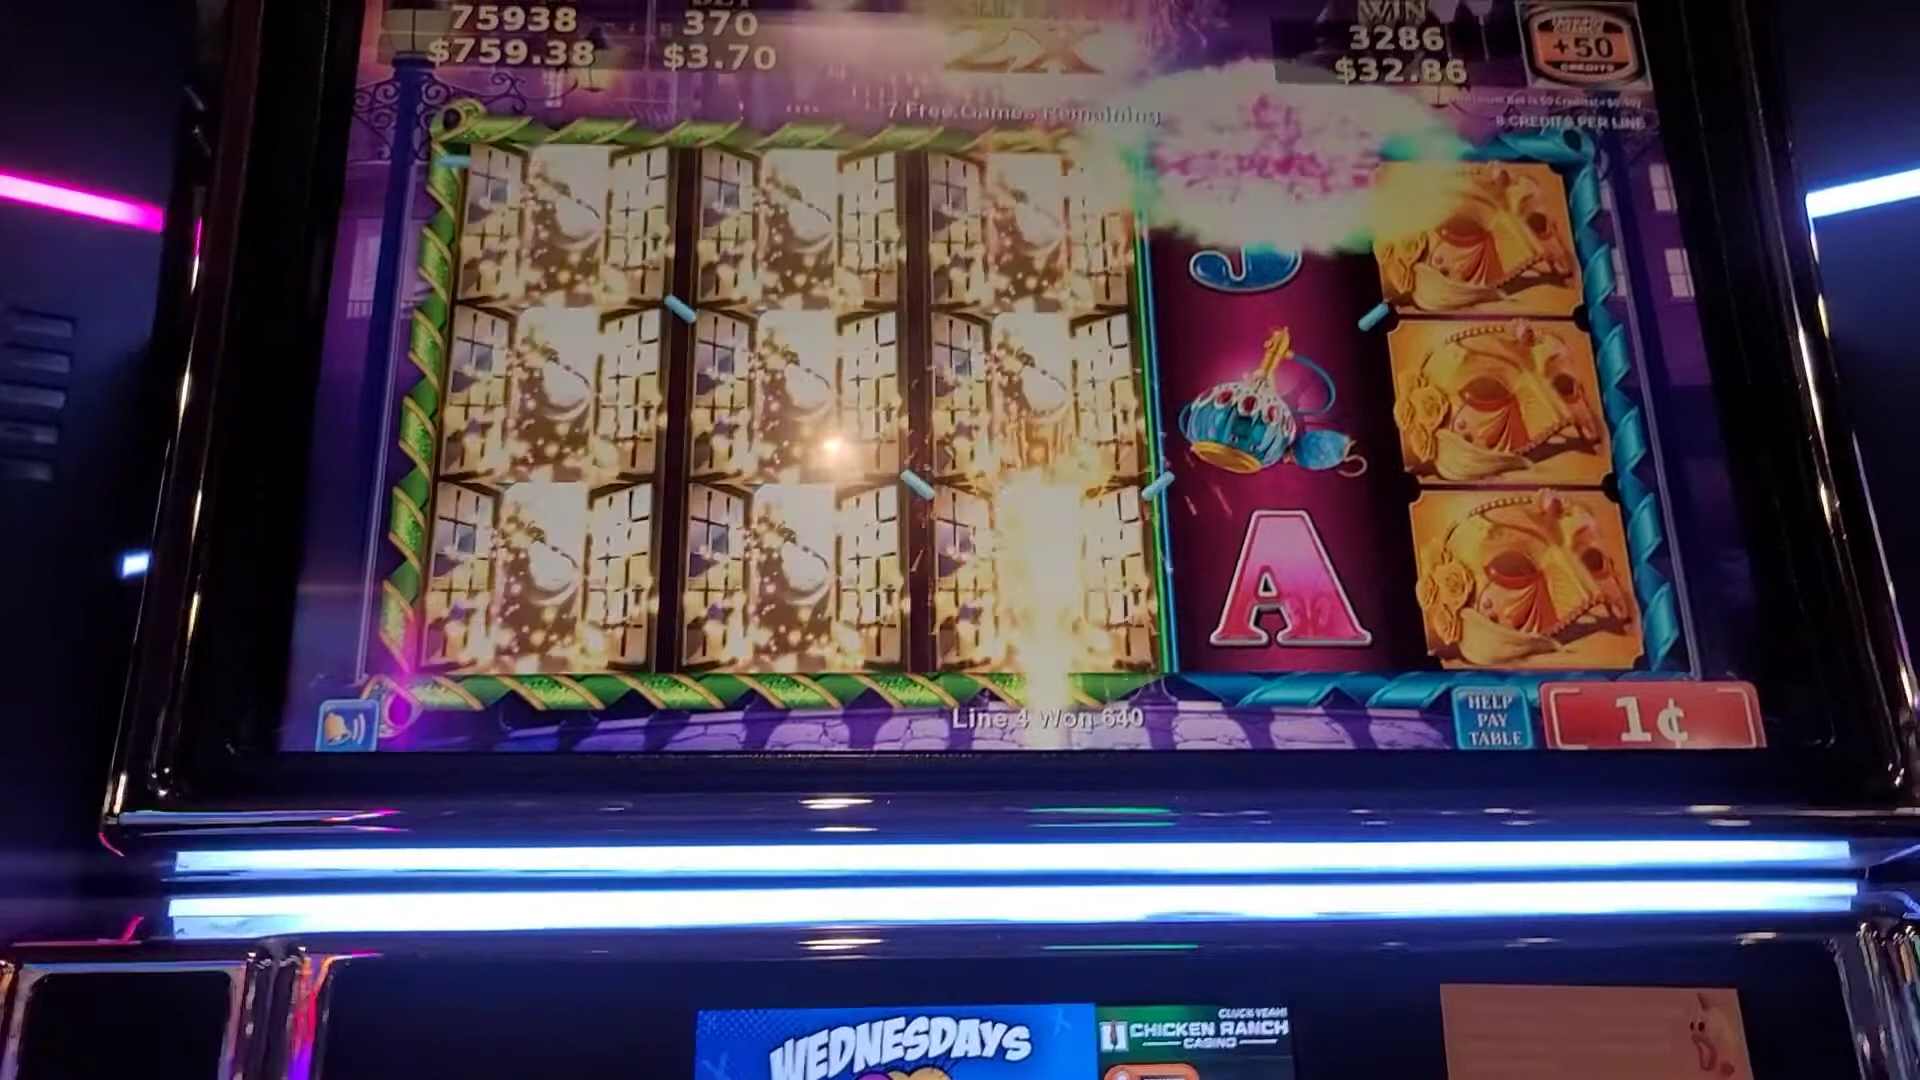 75938
$759.38
370
$3.70
2X
WIN
3286
$32.86
+50
CREDITS
7 Free Games Remaining
8 CREDITS PER LINE
J
A
Line 4 Won 640
HELP
PAY
TABLE
1¢
WEDNESDAYS
CLUCK YEAH!
CHICKEN RANCH
CASINO